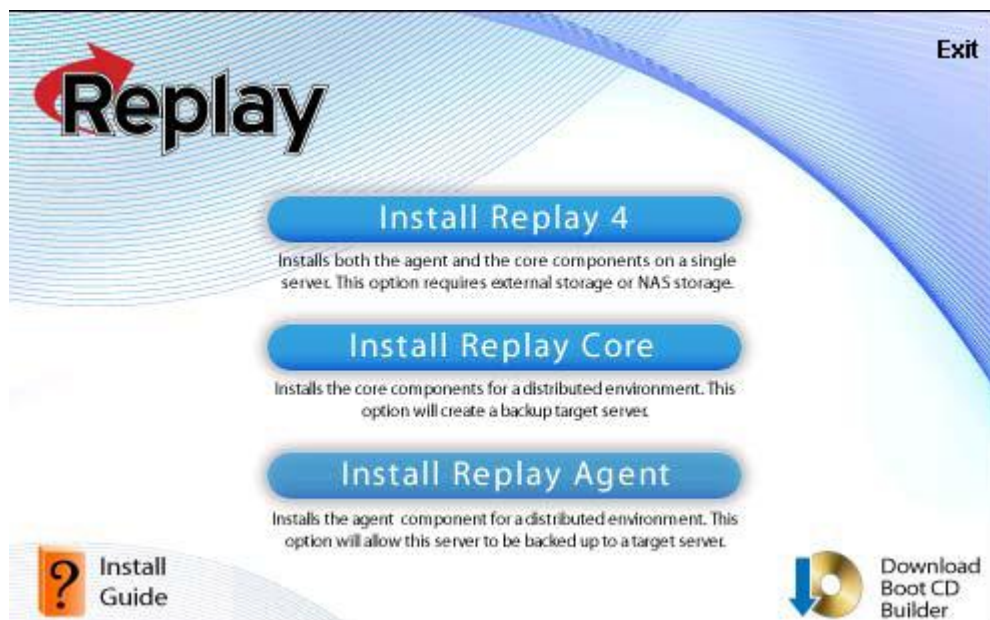 Exit
Replay
Install Replay 4
Installs both the agent and the core components on a single
server. This option requires external storage or NAS storage.
Install Replay Core
Installs the core components for a distributed environment. This
option will create a backup target server.
Install Replay Agent
Installs the agent component for a distributed environment. This
option will allow this server to be backed up to a target server.
?
Install
Guide
Download
Boot CD
Builder